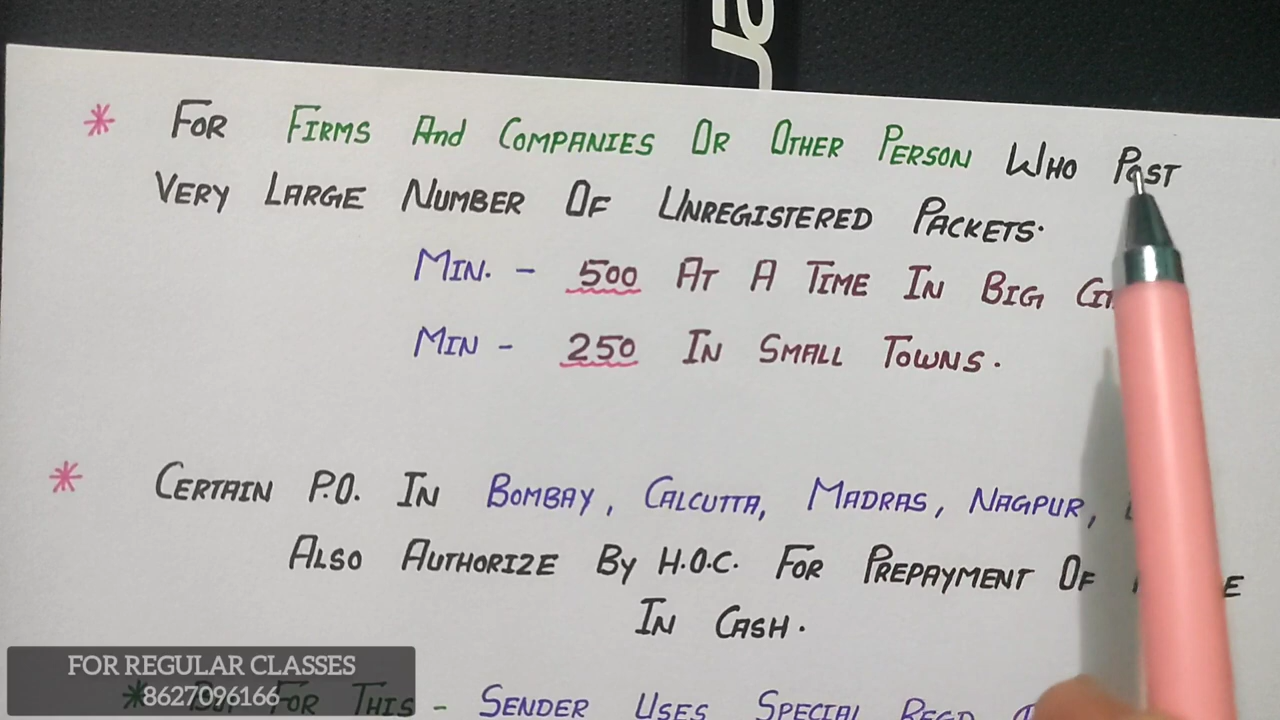 * FOR FIRMS And COMPANIES OR OTHER PERSON WHO POST
VERY LARGE NUMBER OF UNREGISTERED PACKETS.
MIN. - 500 AT A TIME IN BIG
MIN - 250 IN SMALL TOWNS.
* CERTAIN P.O. IN BOMBAY, CALCUTTA, MADRAS, NAGPUR,
ALSO AUTHORIZE BY H.O.C. FOR PREPAYMENT OF
IN CASH.
FOR REGULAR CLASSES
8627096166
* FOR THIS - SENDER USES SPECIAL REGD